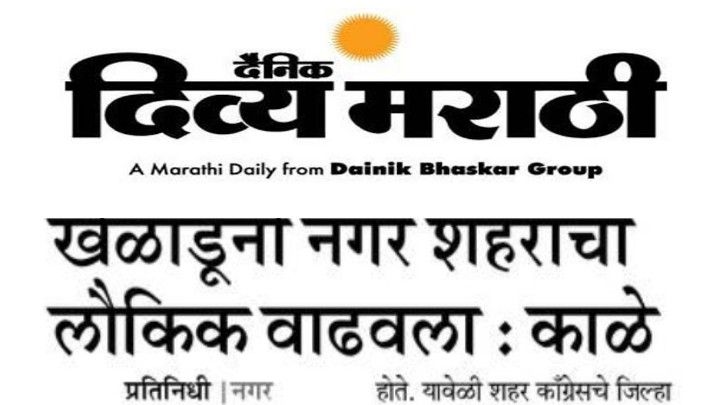 दैनिक
दिव्य मराठी
A Marathi Daily from Dainik Bhaskar Group
खळाडूना नगर शहराचा
लौकिक वाढवला : काळे
प्रतिनिधी | नगर
होते. यावेळी शहर काँग्रेसचे जिल्हा